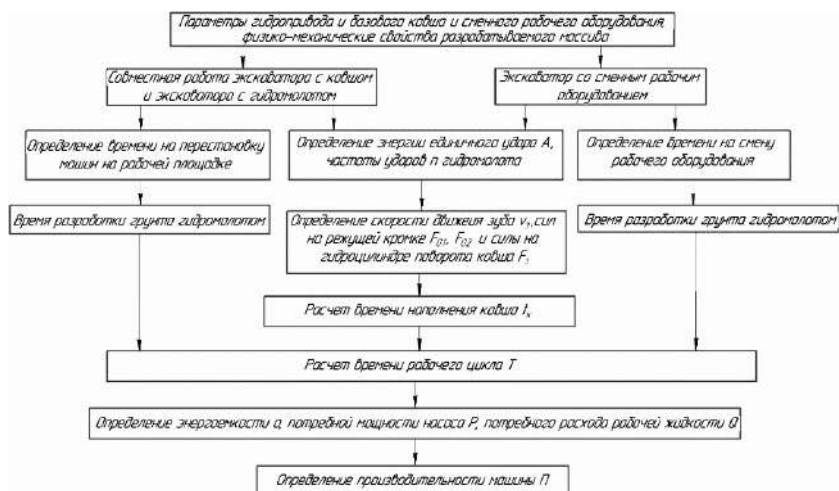 Параметры гидропривода и базового ковша и сменного рабочего оборудования,
физико-механические свойства разрабатываемого массива
Совместная работа экскаватора с ковшом
и экскаватора с гидромолотом
Экскаватор со сменным рабочим
оборудованием
Определение времени на перестановку
машин на рабочей площадке
Определение энергии единичного удара A,
частоты ударов n гидромолота
Определение времени на смену
рабочего оборудования
Время разработки грунта гидромолотом
Определение скорости движеия зуба v₁,сил
на режущей кромке F₀₁, F₀₂ и силы на
гидроцилиндре поворота ковша F₁
Время разработки грунта гидромолотом
Расчет времени наполнения ковша tₖ
Расчет времени рабочего цикла T
Определение энергоемкости q, потребной мощности насоса P, потребного расхода рабочей жидкости Q
Определение производительности машины П